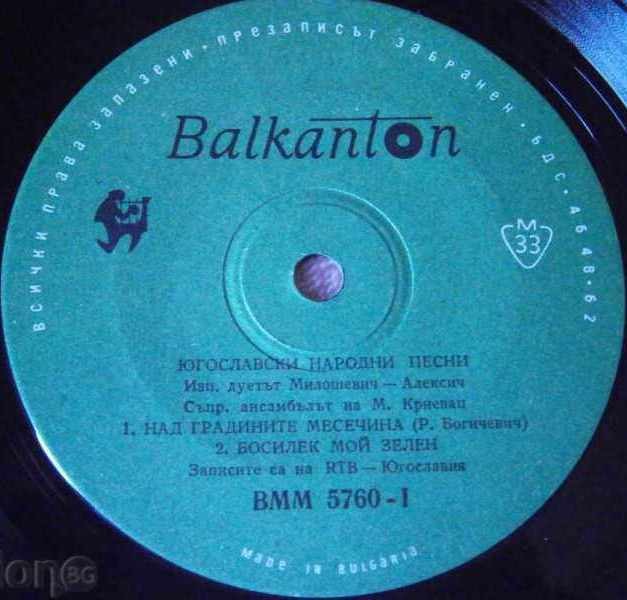 ВСИЧКИ ПРАВА ЗАПАЗЕНИ · ПРЕЗАПИСЪТ ЗАБРАНЕН · БДС · 4648-62
Balkanton
M
33
ЮГОСЛАВСКИ НАРОДНИ ПЕСНИ
Изп. дуетът Милошевич — Алексич
Съпр. ансамбълът на М. Крневац
1. НАД ГРАДИНИТЕ МЕСЕЧИНА (Р. Богичевич)
2. БОСИЛЕК МОЙ ЗЕЛЕН
Записите са на RTB — Югославия
ВММ 5760 - I
MADE IN BULGARIA